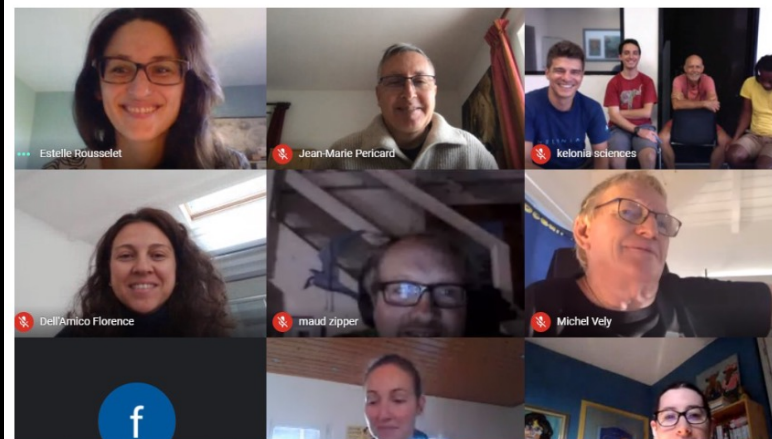 Estelle Rousselet
Jean-Marie Pericard
kelonia sciences
Dell'Amico Florence
maud zipper
Michel Vely
f